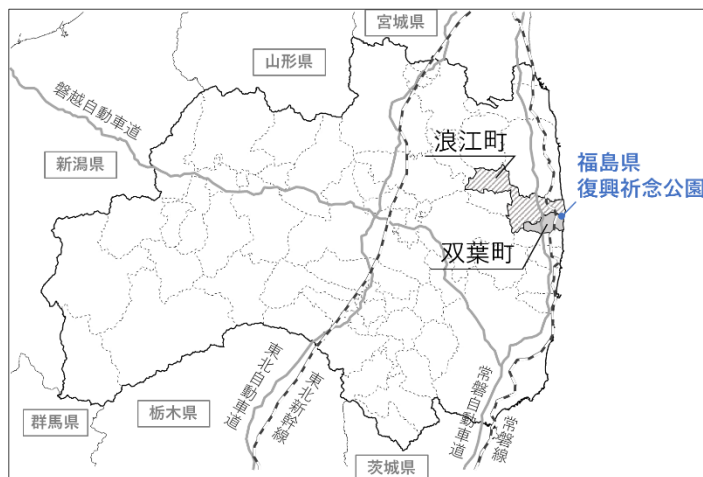 宮城県
山形県
磐越自動車道
新潟県
浪江町
福島県
復興祈念公園
双葉町
東北自動車道
東北新幹線
常磐自動車道
常磐線
栃木県
群馬県
茨城県